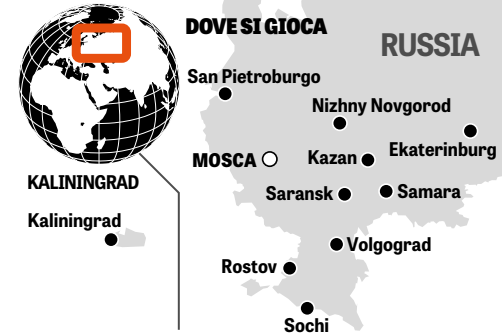 DOVE SI GIOCA
RUSSIA
San Pietroburgo
Nizhny Novgorod
MOSCA
Kazan
Ekaterinburg
KALININGRAD
Saransk
Samara
Kaliningrad
Volgograd
Rostov
Sochi